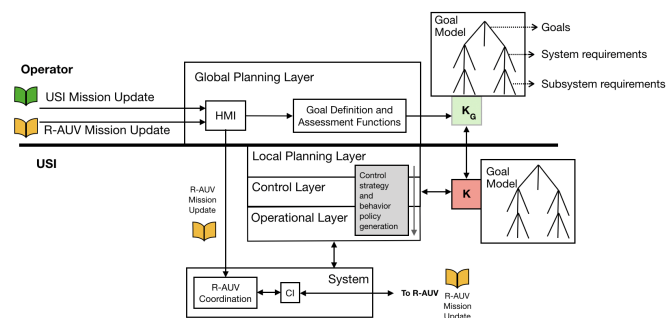 Goal
Model
Goals
System requirements
Subsystem requirements
Operator
Global Planning Layer
USI Mission Update
R-AUV Mission Update
HMI
Goal Definition and
Assessment Functions
KG
USI
Local Planning Layer
Control Layer
Operational Layer
Control
strategy
and
behavior
policy
generation
K
Goal
Model
R-AUV
Mission
Update
System
R-AUV
Coordination
CI
To R-AUV
R-AUV
Mission
Update